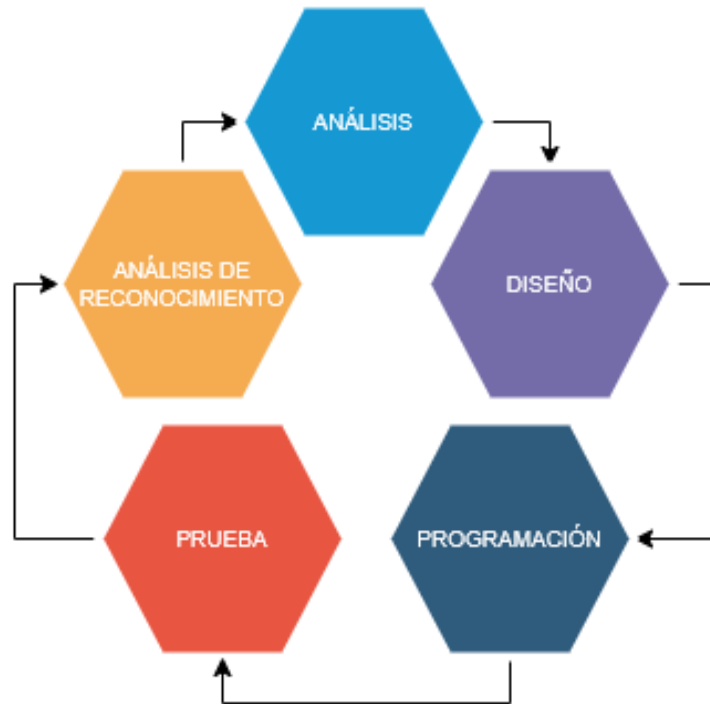 ANÁLISIS
DISEÑO
PROGRAMACIÓN
PRUEBA
ANÁLISIS DE
RECONOCIMIENTO